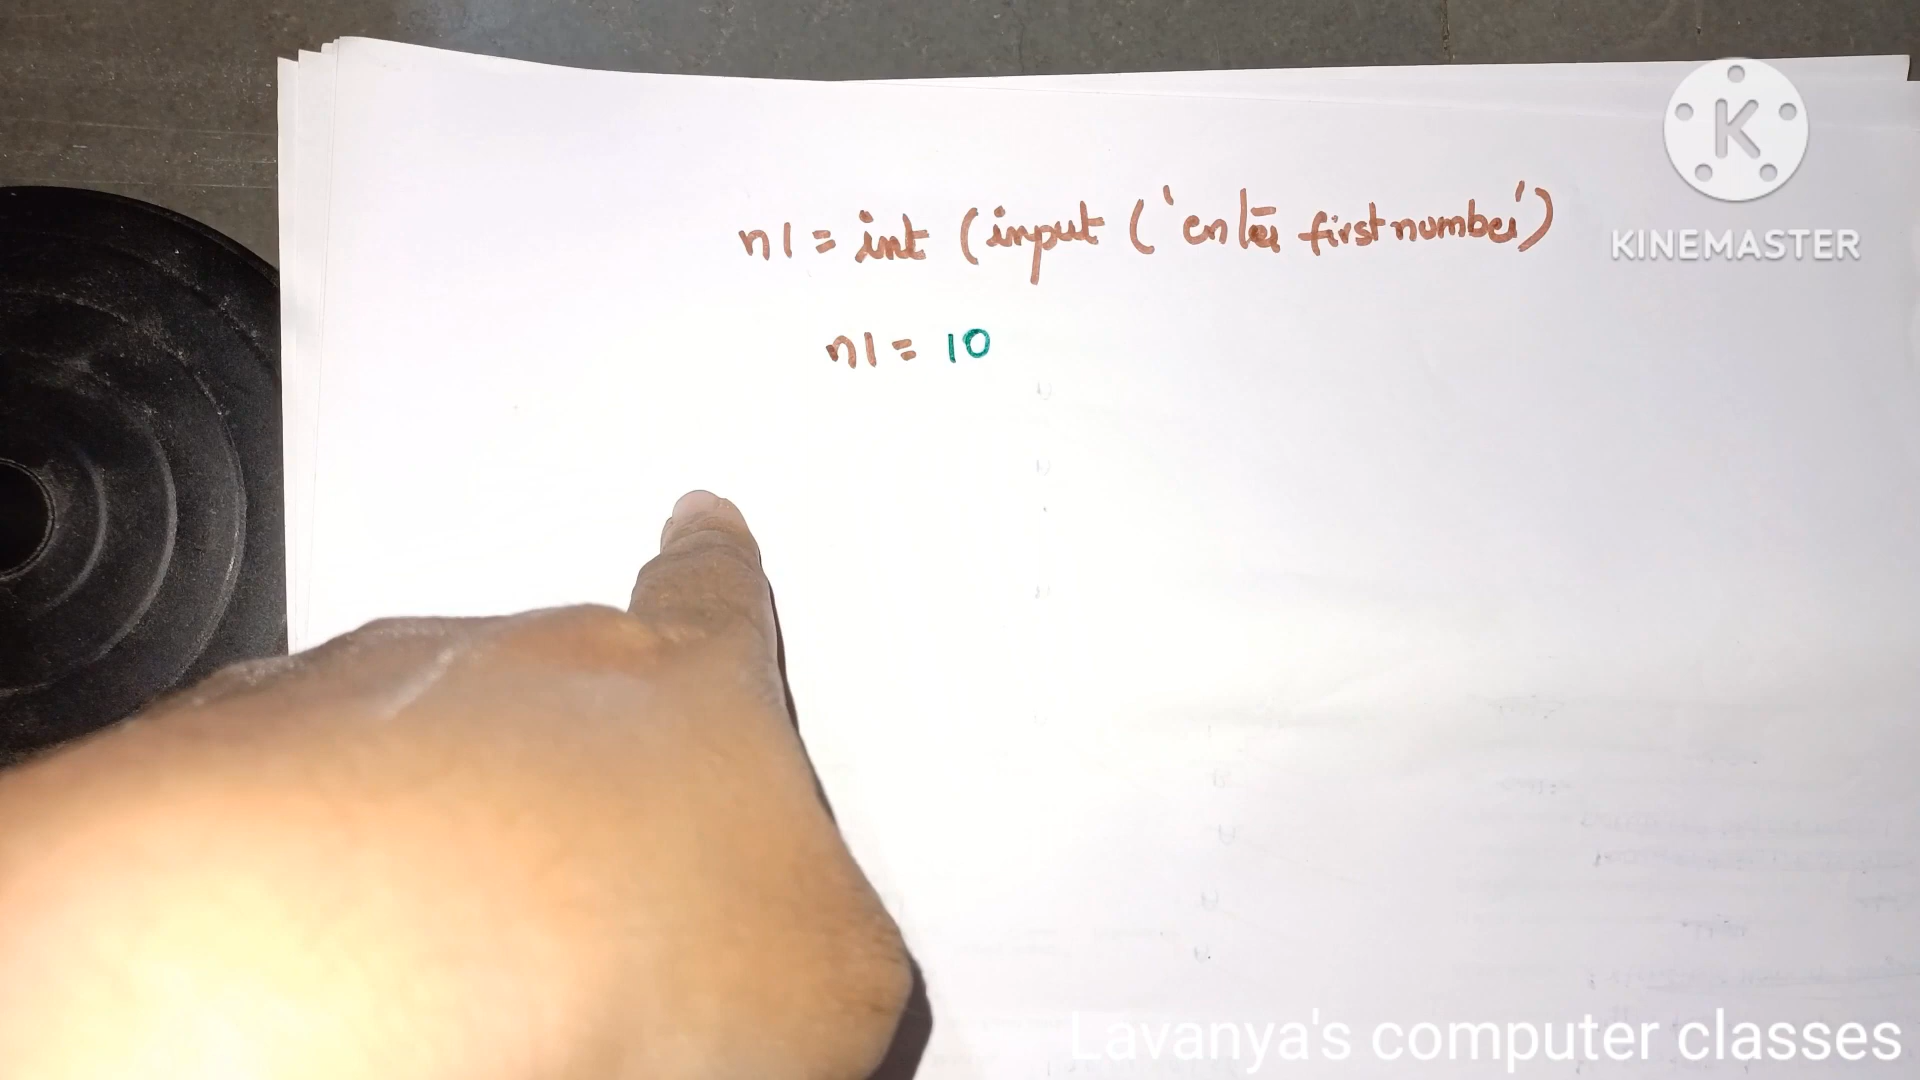 n1 = int (input ('enter first number')
KINEMASTER
n1 = 10
Lavanya's computer classes